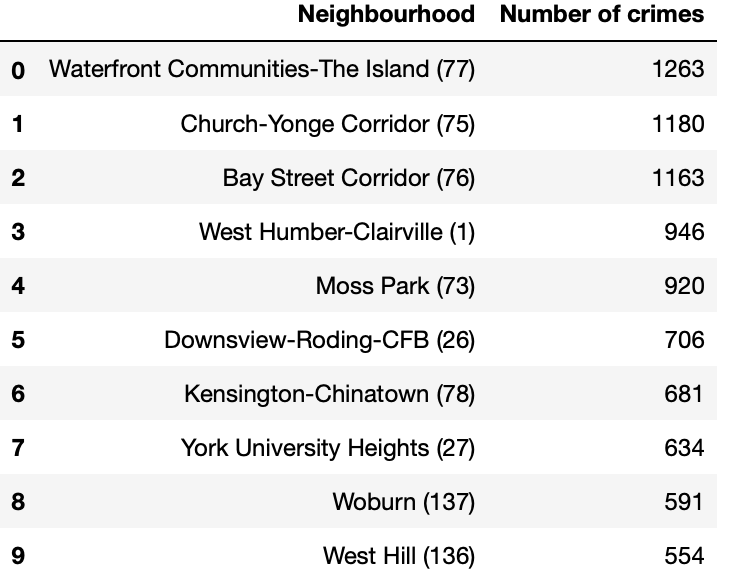 Neighbourhood Number of crimes
0 Waterfront Communities-The Island (77) 1263
1 Church-Yonge Corridor (75) 1180
2 Bay Street Corridor (76) 1163
3 West Humber-Clairville (1) 946
4 Moss Park (73) 920
5 Downsview-Roding-CFB (26) 706
6 Kensington-Chinatown (78) 681
7 York University Heights (27) 634
8 Woburn (137) 591
9 West Hill (136) 554